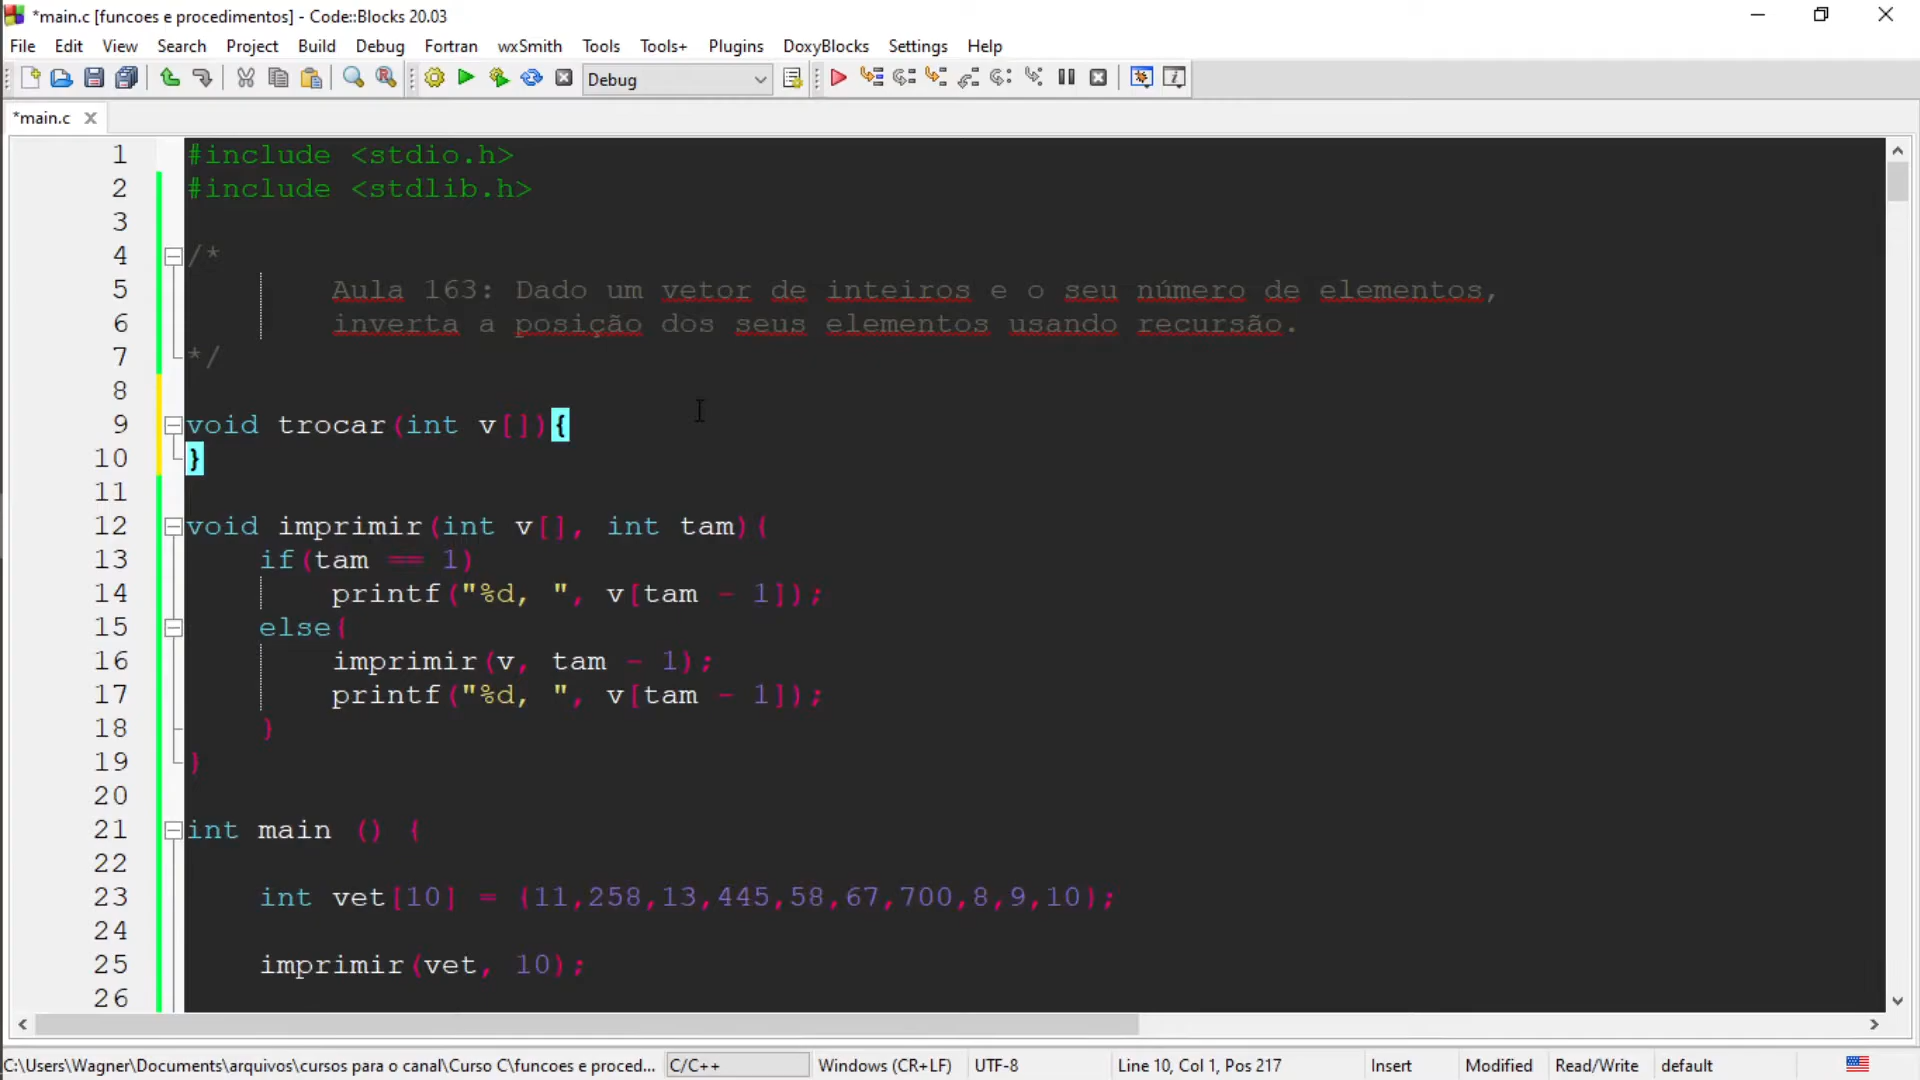 *main.c [funcoes e procedimentos] - Code::Blocks 20.03
File Edit View Search Project Build Debug Fortran wxSmith Tools Tools+ Plugins DoxyBlocks Settings Help
Debug
*main.c
1 #include <stdio.h>
2 #include <stdlib.h>
3
4 /*
5 Aula 163: Dado um vetor de inteiros e o seu número de elementos,
6 inverta a posição dos seus elementos usando recursão.
7 */
8
9 void trocar(int v[]){
10 }
11
12 void imprimir(int v[], int tam){
13 if(tam == 1)
14 printf("%d, ", v[tam - 1]);
15 else{
16 imprimir(v, tam - 1);
17 printf("%d, ", v[tam - 1]);
18 }
19 }
20
21 int main () {
22
23 int vet[10] = {11,258,13,445,58,67,700,8,9,10};
24
25 imprimir(vet, 10);
26
C:\Users\Wagner\Documents\arquivos\cursos para o canal\Curso C\funcoes e proced... C/C++ Windows (CR+LF) UTF-8 Line 10, Col 1, Pos 217 Insert Modified Read/Write default